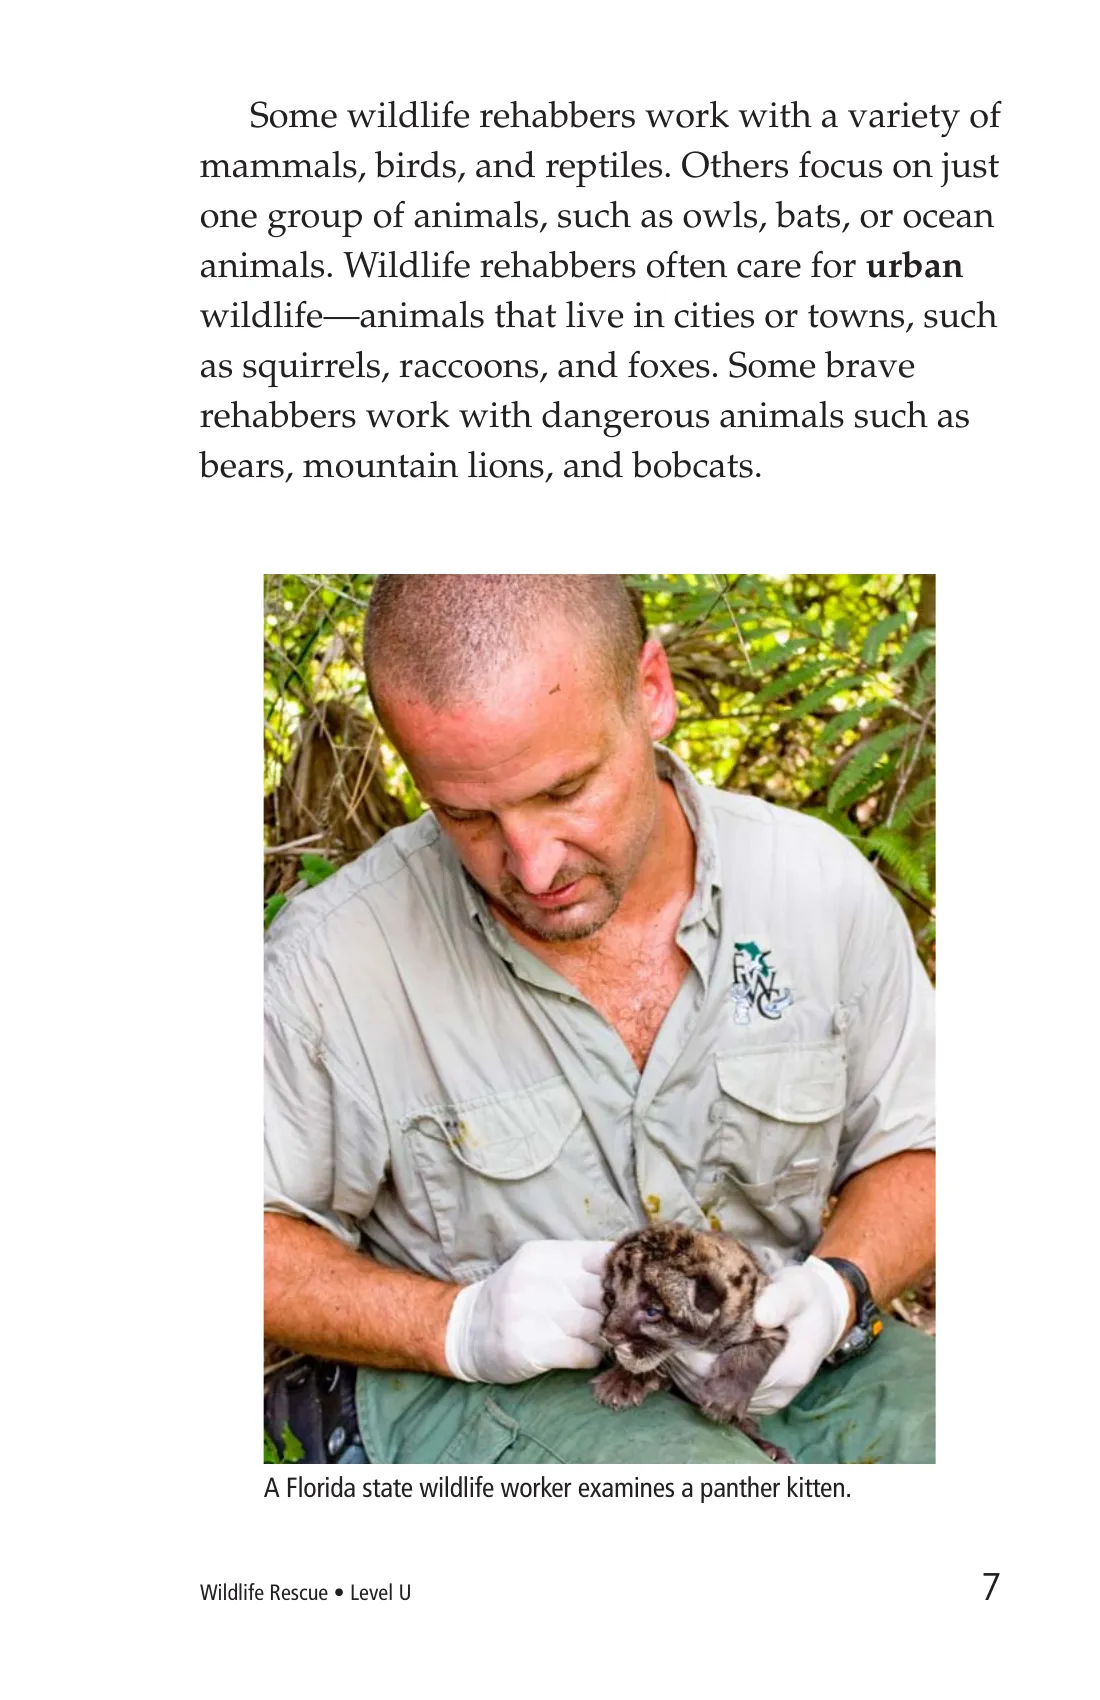 Some wildlife rehabbers work with a variety of
mammals, birds, and reptiles. Others focus on just
one group of animals, such as owls, bats, or ocean
animals. Wildlife rehabbers often care for urban
wildlife—animals that live in cities or towns, such
as squirrels, raccoons, and foxes. Some brave
rehabbers work with dangerous animals such as
bears, mountain lions, and bobcats.
FWC
A Florida state wildlife worker examines a panther kitten.
Wildlife Rescue • Level U
7